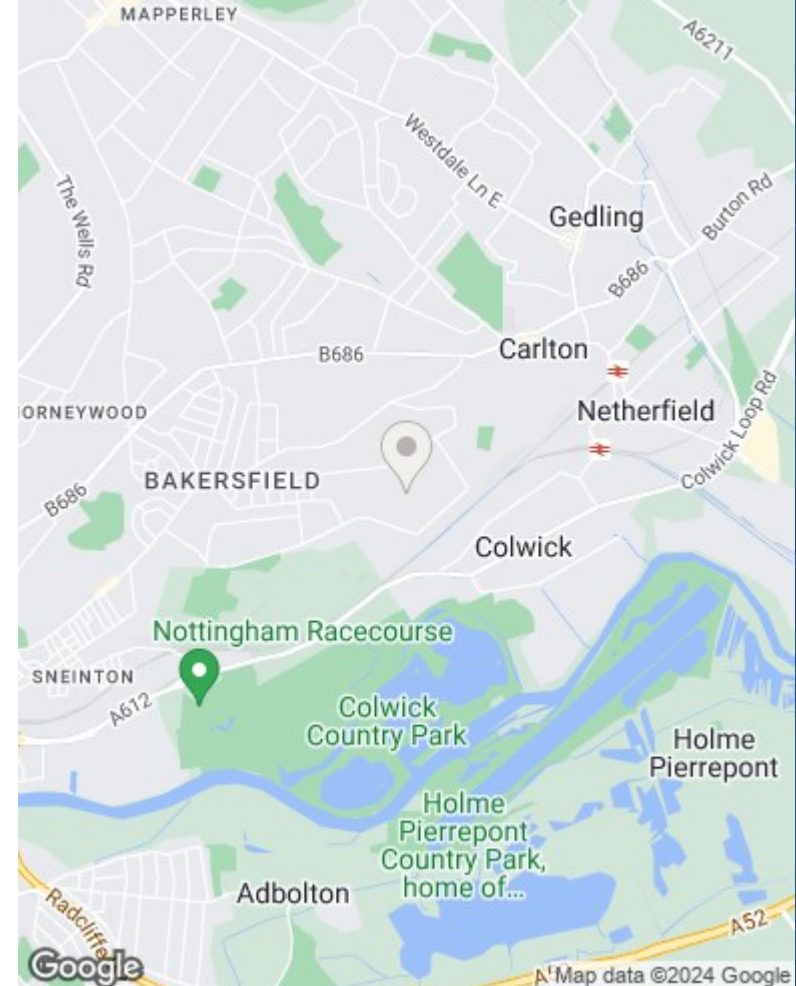 MAPPERLEY
A6211
Westdale Ln E
The Wells Rd
Gedling
Burton Rd
B686
B686
Carlton
ORNEYWOOD
Netherfield
Colwick Loop Rd
BAKERSFIELD
B686
Colwick
Nottingham Racecourse
SNEINTON
A612
Colwick
Country Park
Holme
Pierrepont
Holme
Pierrepont
Country Park,
home of...
Adbolton
Radcliffe
A52
Google
Map data ©2024 Google